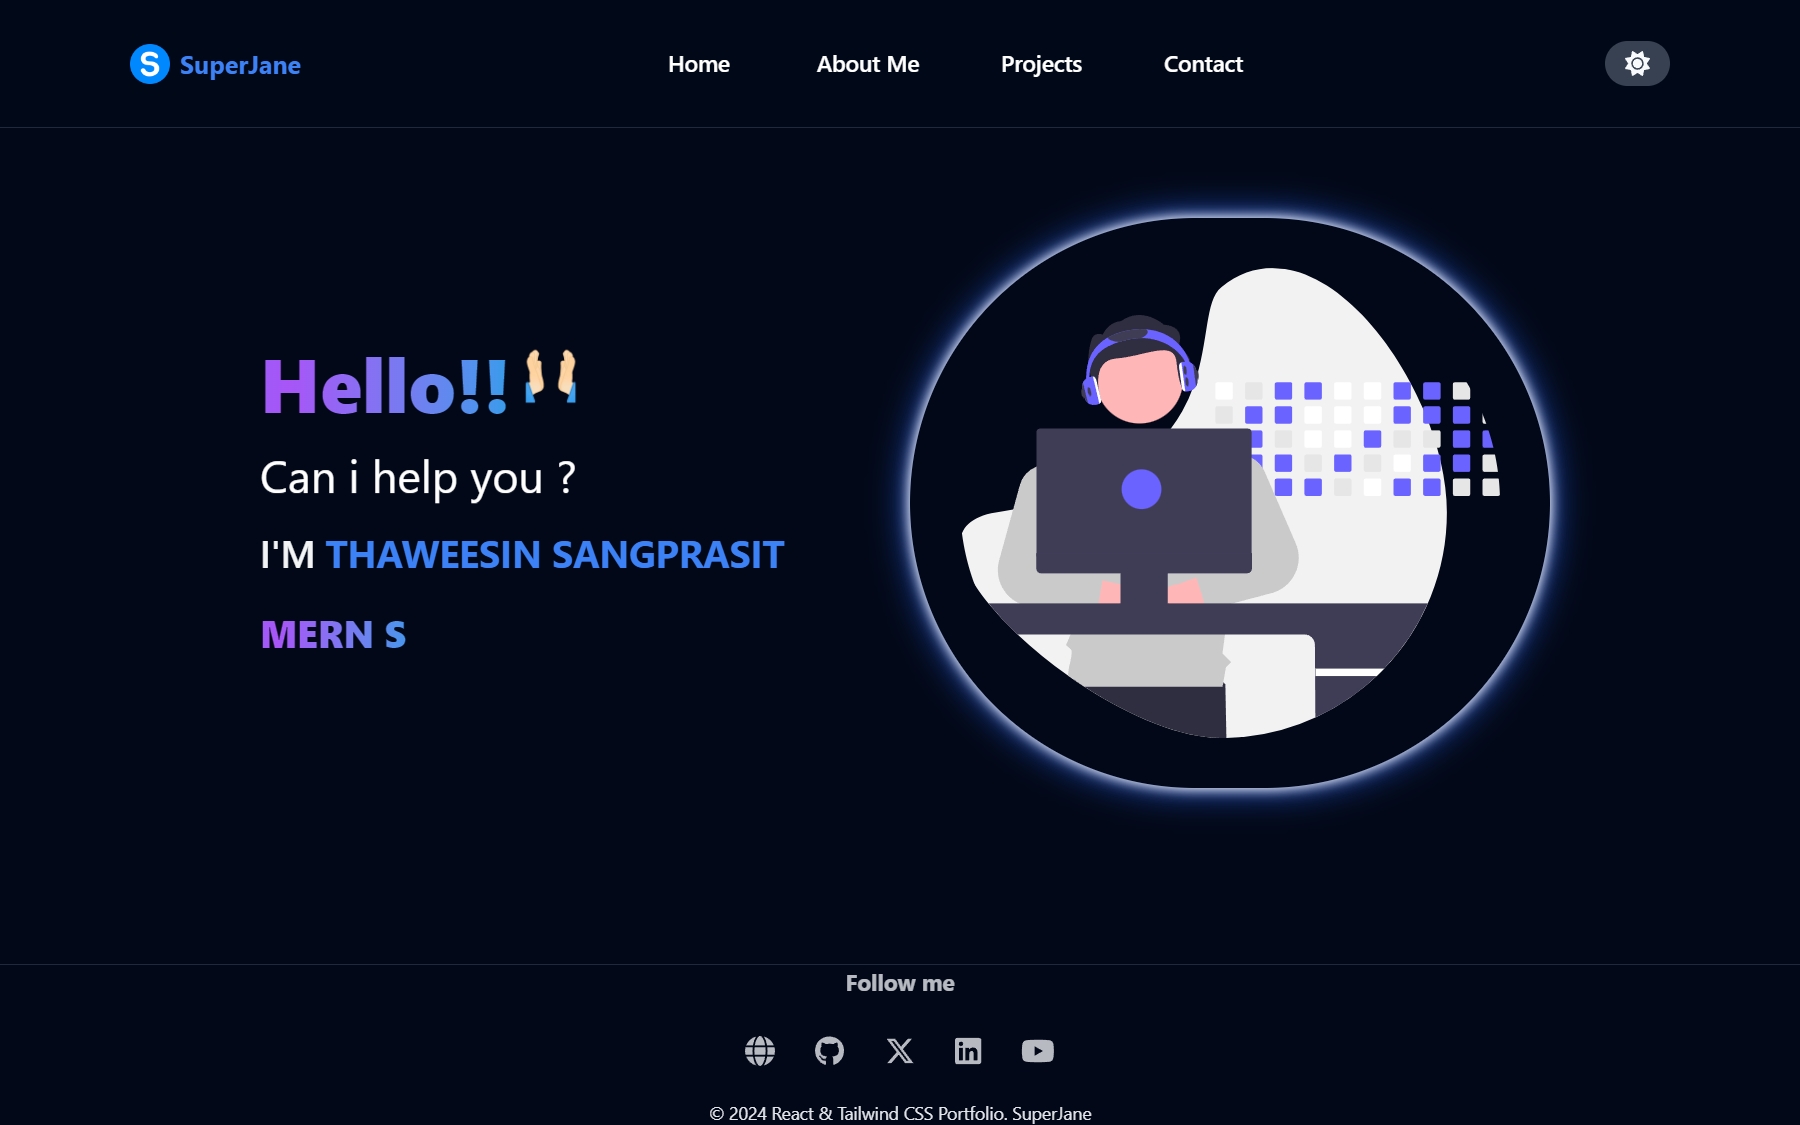 S SuperJane
Home
About Me
Projects
Contact
Hello!!
Can i help you ?
I'M THAWEESIN SANGPRASIT
MERN S
Follow me
© 2024 React & Tailwind CSS Portfolio. SuperJane